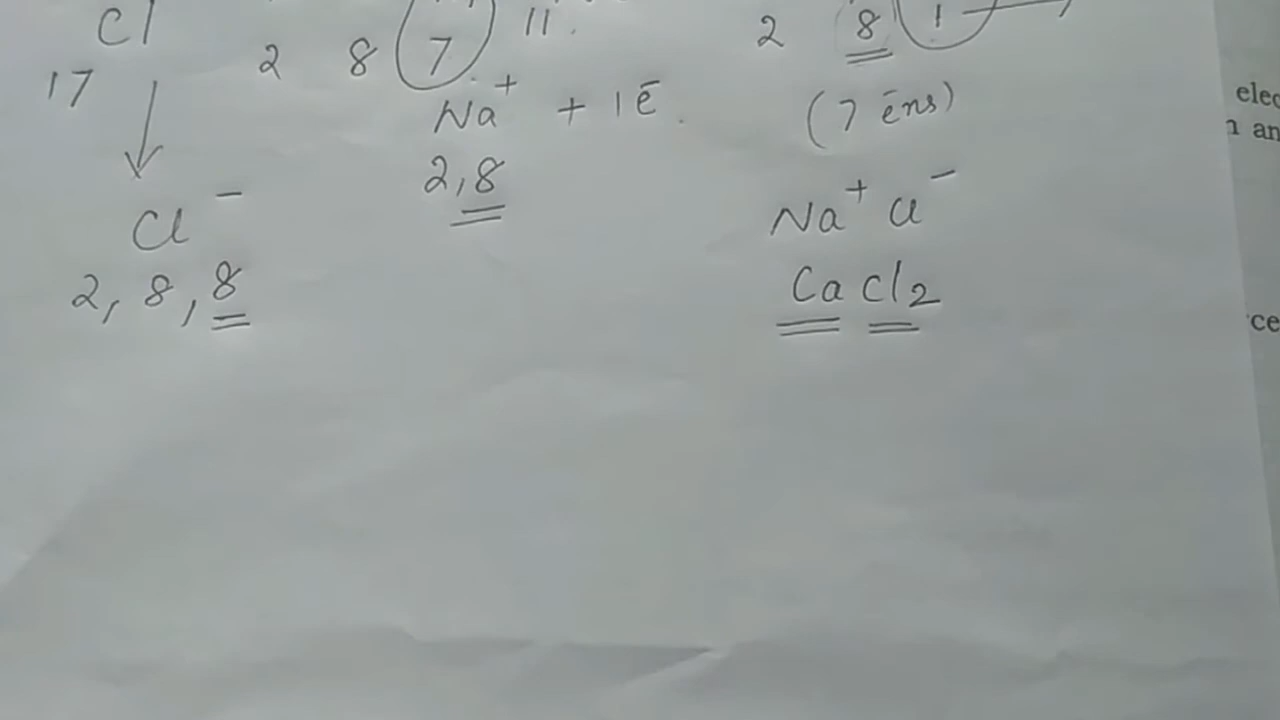 Cl 2 8 7 11. 2 8 1
17 Na⁺ + 1ē. (7 ēns)
2,8
Cl⁻ Na⁺ Cl⁻
2, 8, 8 CaCl₂
elec
an
ce